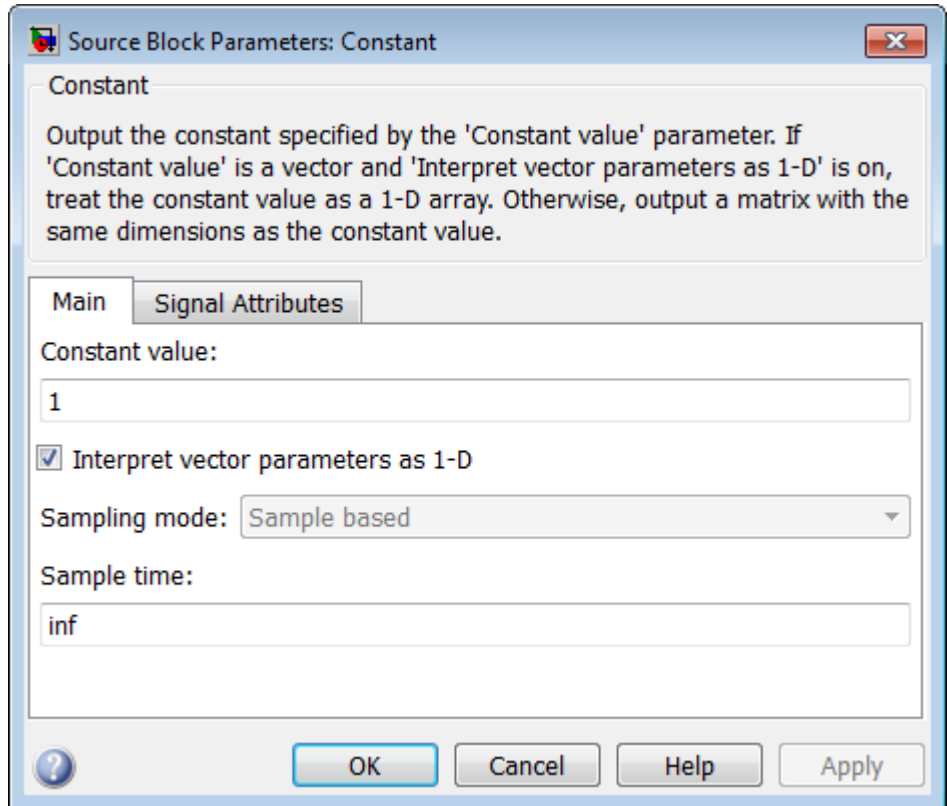 Source Block Parameters: Constant
Constant
Output the constant specified by the 'Constant value' parameter. If
'Constant value' is a vector and 'Interpret vector parameters as 1-D' is on,
treat the constant value as a 1-D array. Otherwise, output a matrix with the
same dimensions as the constant value.
Main Signal Attributes
Constant value:
1
Interpret vector parameters as 1-D
Sampling mode: Sample based
Sample time:
inf
? OK Cancel Help Apply